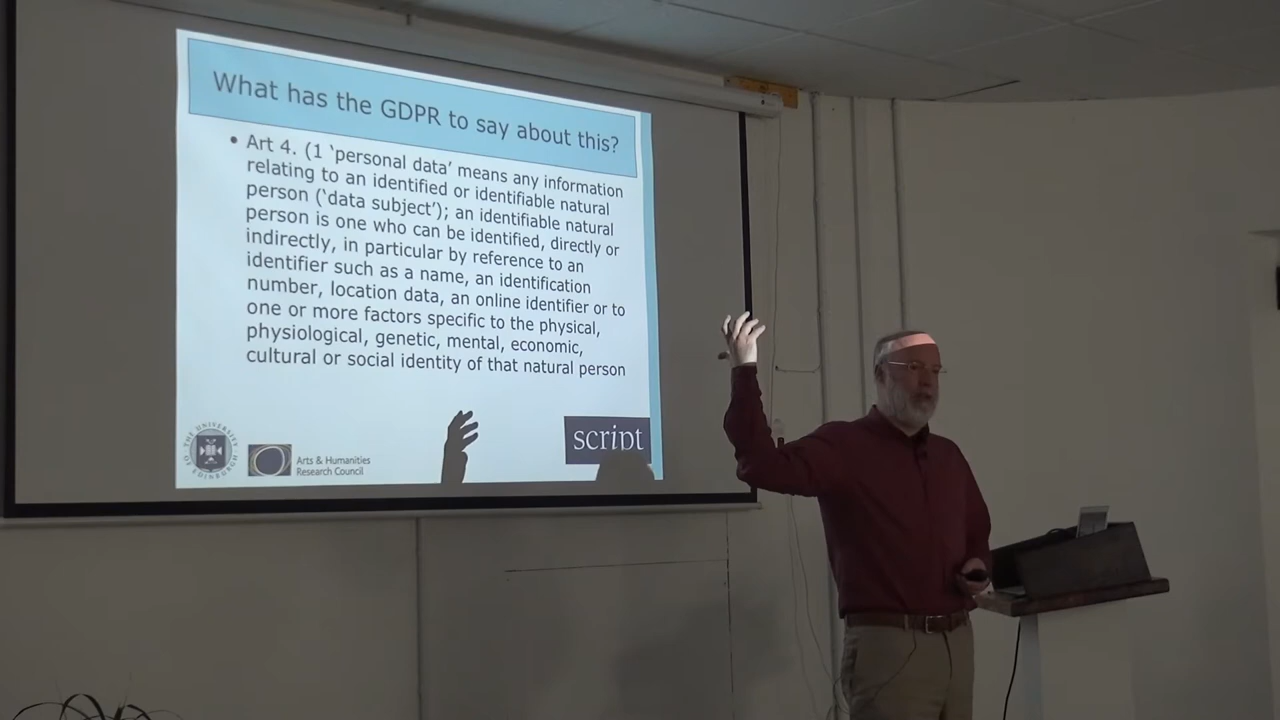 What has the GDPR to say about this?
• Art 4. (1 ‘personal data’ means any information
relating to an identified or identifiable natural
person (‘data subject’); an identifiable natural
person is one who can be identified, directly or
indirectly, in particular by reference to an
identifier such as a name, an identification
number, location data, an online identifier or to
one or more factors specific to the physical,
physiological, genetic, mental, economic,
cultural or social identity of that natural person
THE UNIVERSITY OF EDINBURGH
Arts & Humanities
Research Council
script